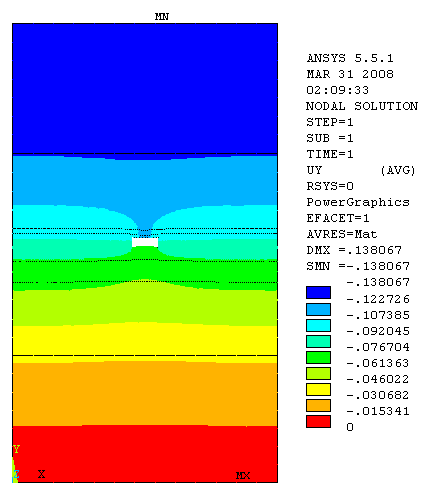 MN
ANSYS 5.5.1
MAR 31 2008
02:09:33
NODAL SOLUTION
STEP=1
SUB =1
TIME=1
UY (AVG)
RSYS=0
PowerGraphics
EFACET=1
AVRES=Mat
DMX =.138067
SMN =-.138067
-.138067
-.122726
-.107385
-.092045
-.076704
-.061363
-.046022
-.030682
-.015341
0
Y
X
MX